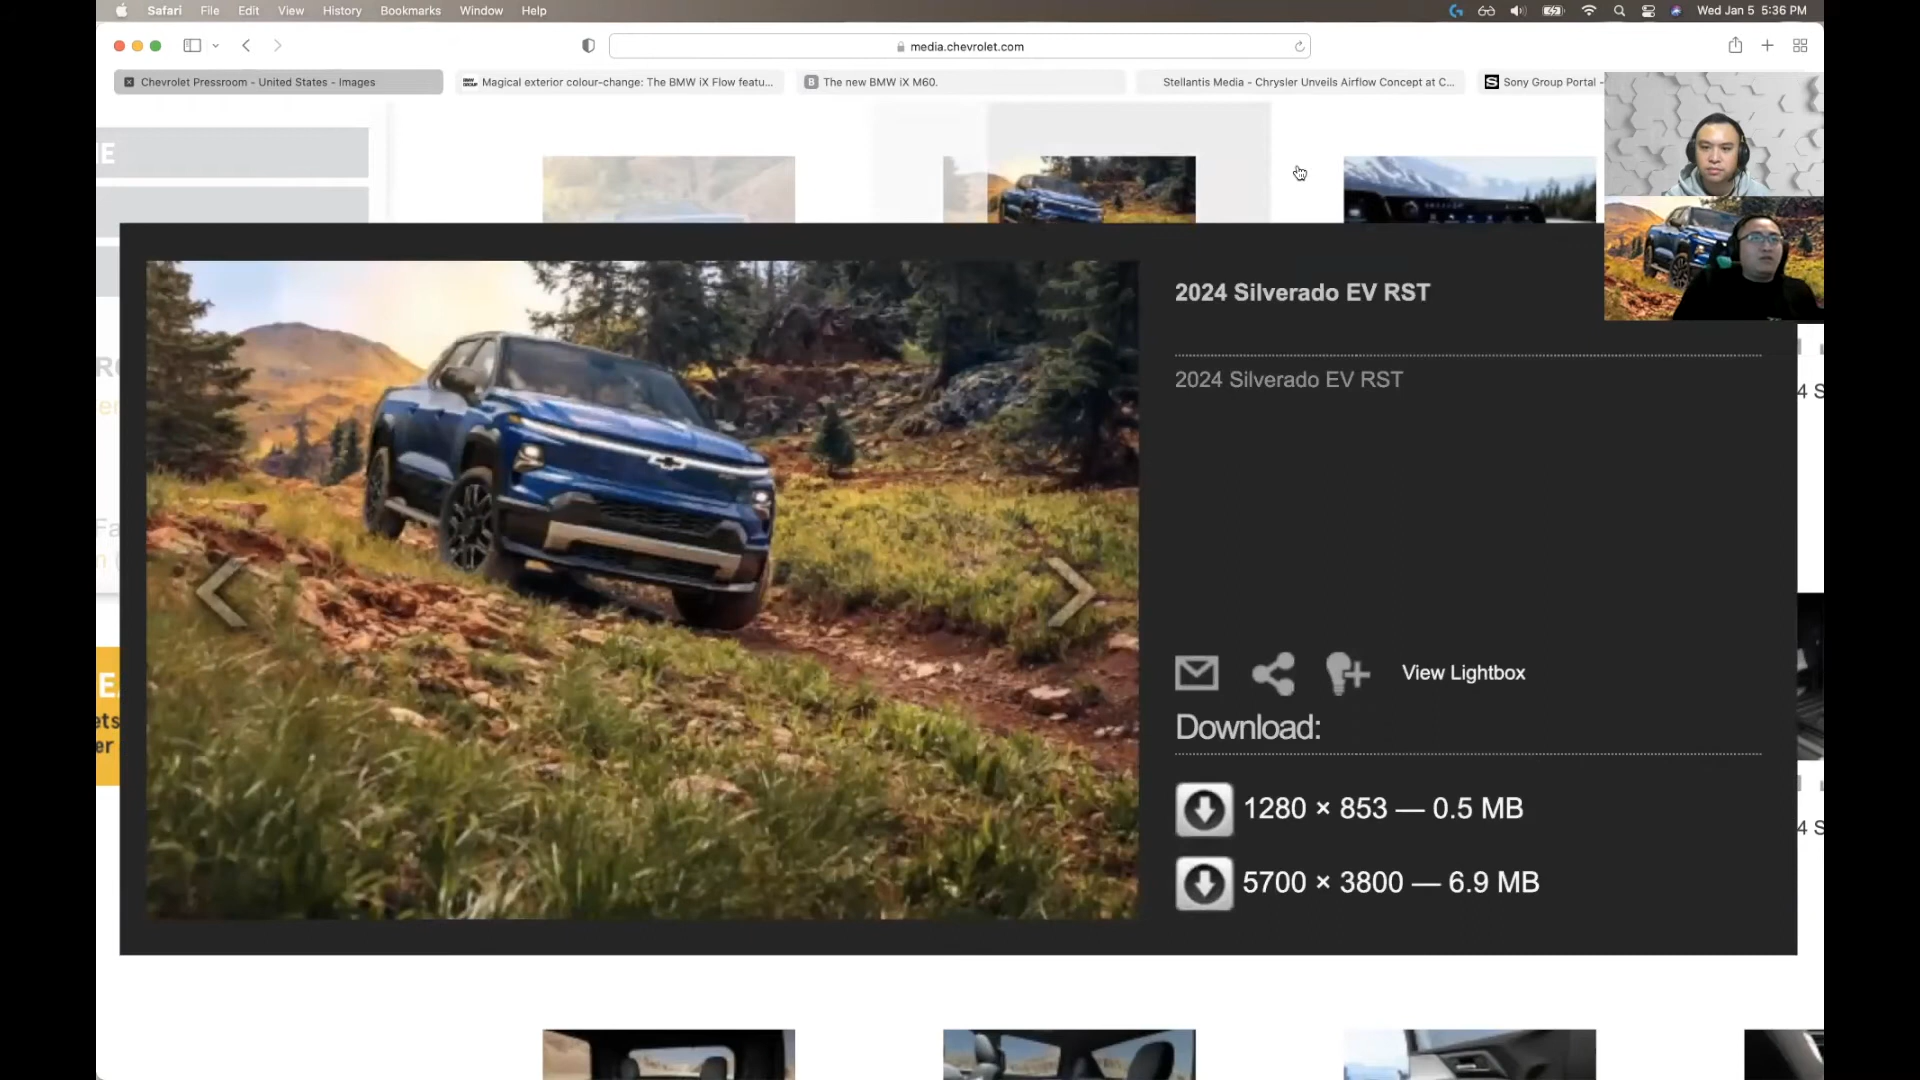 Safari File Edit View History Bookmarks Window Help
Wed Jan 5 5:36 PM
media.chevrolet.com
Chevrolet Pressroom - United States - Images
Magical exterior colour-change: The BMW iX Flow featu...
The new BMW iX M60.
Stellantis Media - Chrysler Unveils Airflow Concept at C...
Sony Group Portal -
2024 Silverado EV RST
2024 Silverado EV RST
View Lightbox
Download:
1280 × 853 — 0.5 MB
5700 × 3800 — 6.9 MB